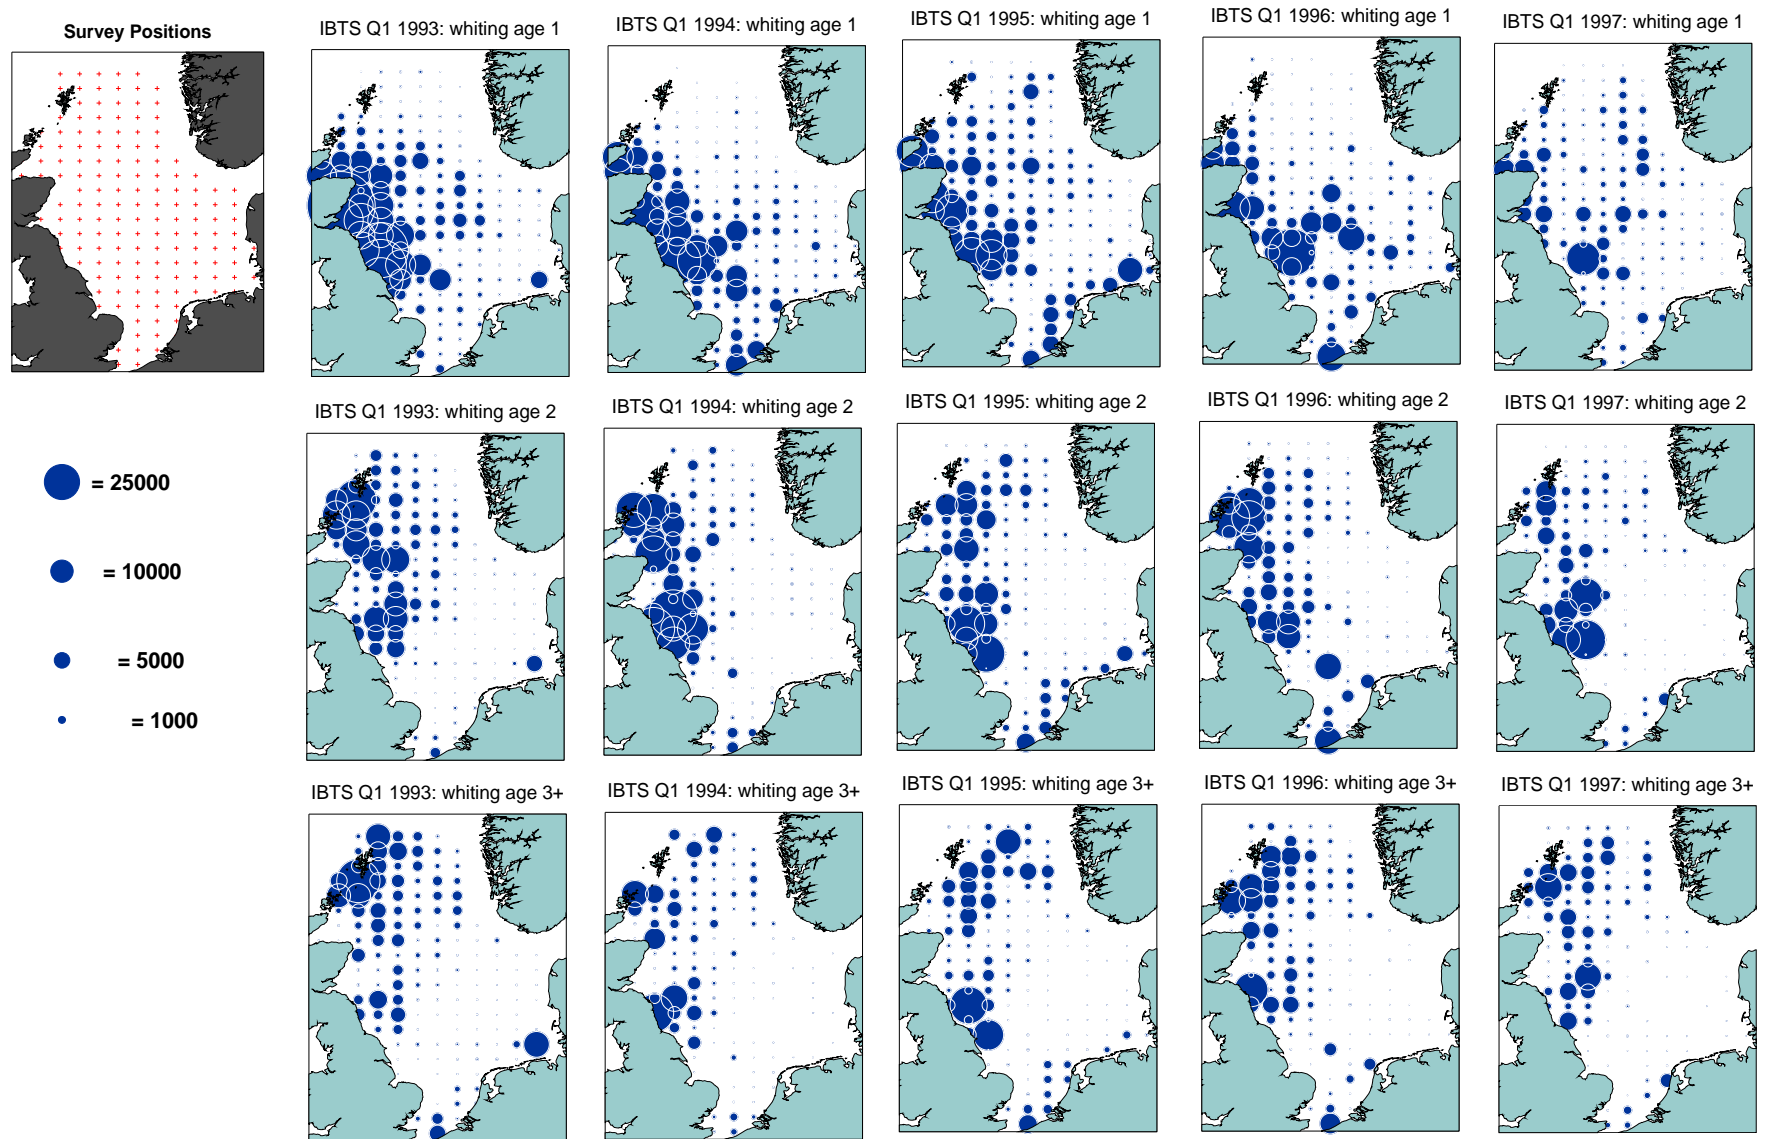 Survey Positions
IBTS Q1 1993: whiting age 1
IBTS Q1 1994: whiting age 1
IBTS Q1 1995: whiting age 1
IBTS Q1 1996: whiting age 1
IBTS Q1 1997: whiting age 1
IBTS Q1 1993: whiting age 2
IBTS Q1 1994: whiting age 2
IBTS Q1 1995: whiting age 2
IBTS Q1 1996: whiting age 2
IBTS Q1 1997: whiting age 2
= 25000
= 10000
= 5000
= 1000
IBTS Q1 1993: whiting age 3+
IBTS Q1 1994: whiting age 3+
IBTS Q1 1995: whiting age 3+
IBTS Q1 1996: whiting age 3+
IBTS Q1 1997: whiting age 3+